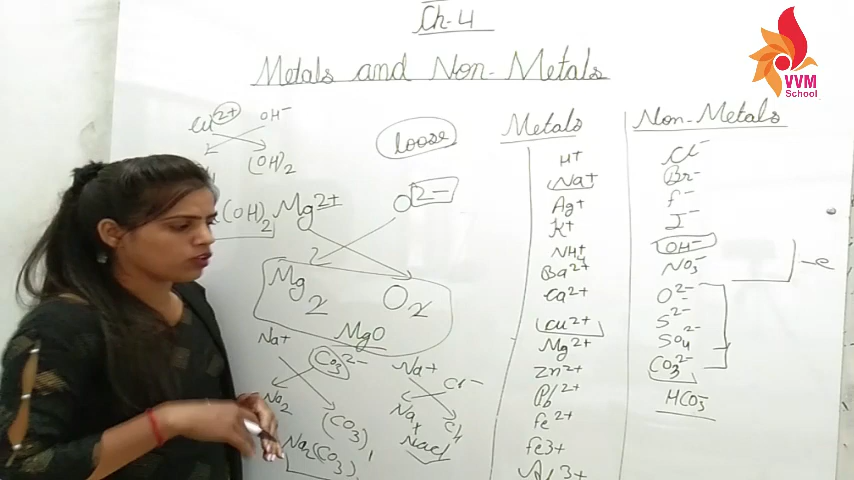 Ch-4
VVM
School
Metals and Non-Metals
Cu2+ OH-
(OH)2
(OH)2
loose
Mg2+ O2-
2
Mg2 O2
MgO
Na+ CO3 2-
Na2 (CO3)1
Na2(CO3)
Na+ Cl-
Na1 Cl1
NaCl
Metals
H+
Na+
Ag+
K+
NH4+
Ba2+
Ca2+
Cu2+
Mg2+
Zn2+
Pb2+
Fe2+
Fe3+
Al3+
Non-Metals
Cl-
Br-
F-
I-
OH-
NO3-
O2-
S2-
SO4 2-
CO3 2-
HCO3-